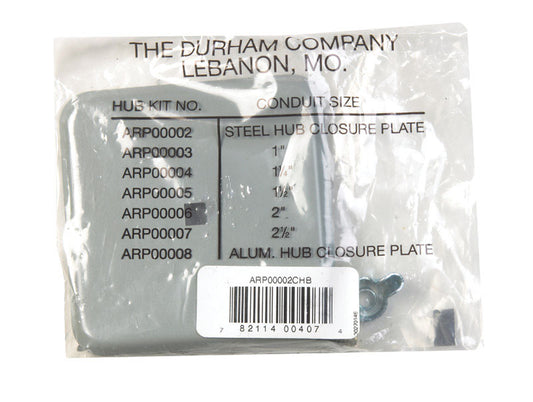 THE DURHAM COMPANY
LEBANON, MO.
HUB KIT NO. CONDUIT SIZE
ARP00002 STEEL HUB CLOSURE PLATE
ARP00003 1"
ARP00004 1¼"
ARP00005 1½"
ARP00006 2"
ARP00007 2½"
ARP00008 ALUM. HUB CLOSURE PLATE
ARP00002CHB
7 82114 00407 4